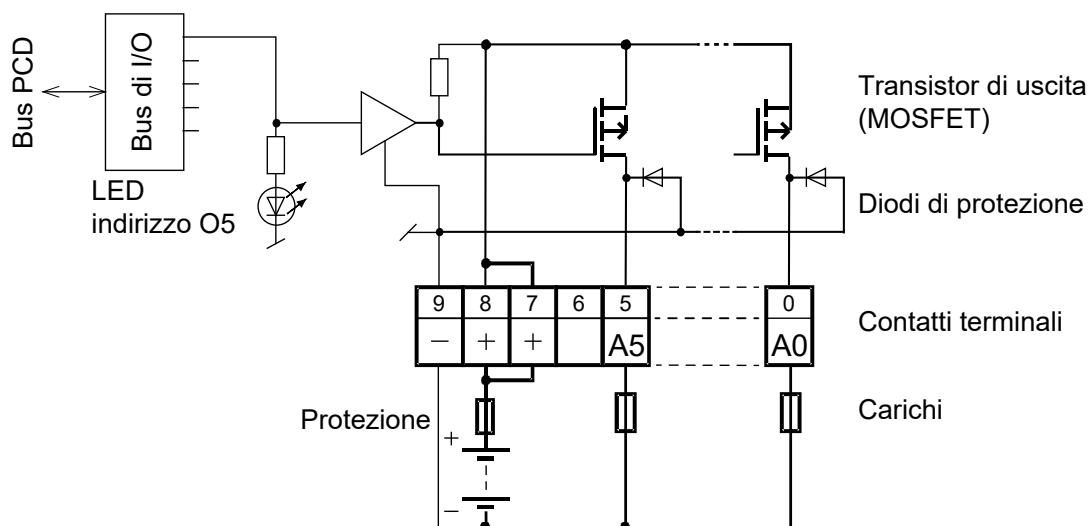 Bus PCD
Bus di I/O
LED
indirizzo O5
Transistor di uscita
(MOSFET)
Diodi di protezione
9 8 7 6 5 0
− + + A5 A0
Contatti terminali
Protezione
Carichi
+
−